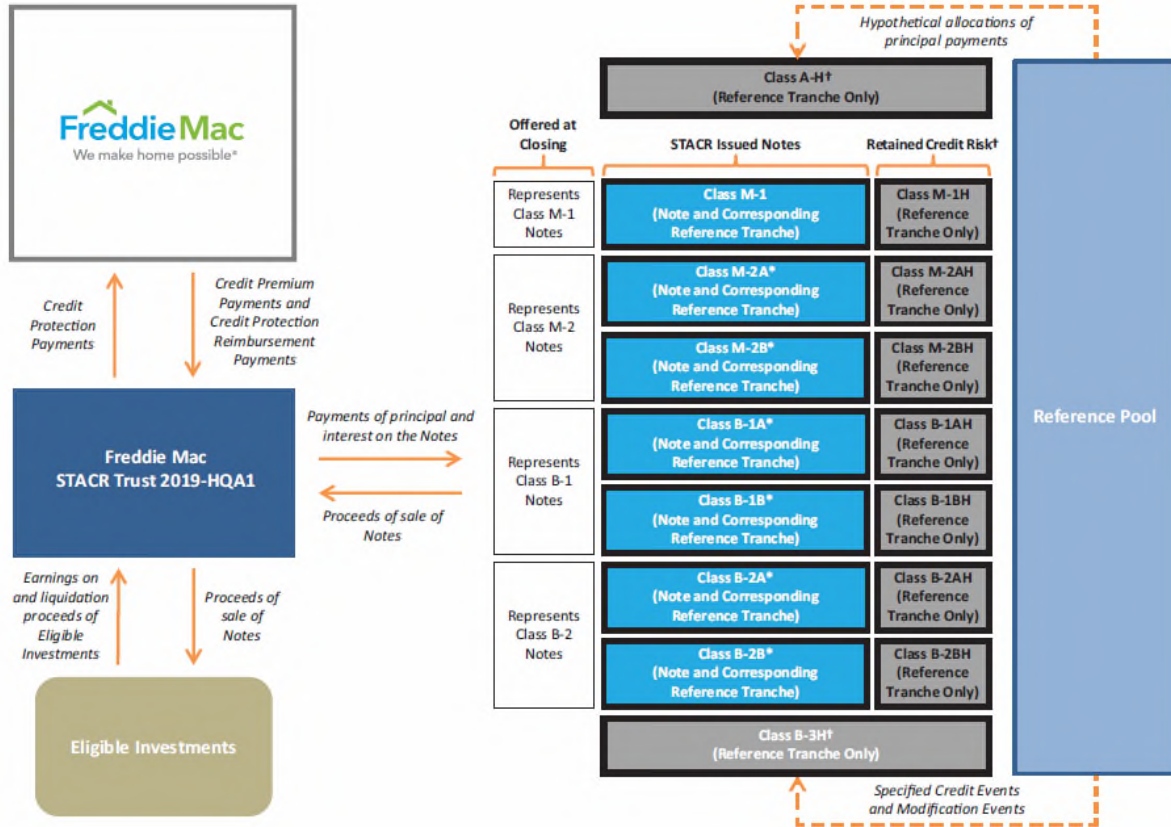 FreddieMac
We make home possible®
Credit
Protection
Payments
Credit Premium
Payments and
Credit Protection
Reimbursement
Payments
Freddie Mac
STACR Trust 2019-HQA1
Earnings on
and liquidation
proceeds of
Eligible
Investments
Proceeds of
sale of
Notes
Eligible Investments
Payments of principal and
interest on the Notes
Proceeds of sale of
Notes
Hypothetical allocations of
principal payments
Class A-H†
(Reference Tranche Only)
Offered at
Closing
STACR Issued Notes
Retained Credit Risk†
Represents
Class M-1
Notes
Class M-1
(Note and Corresponding
Reference Tranche)
Class M-1H
(Reference
Tranche Only)
Represents
Class M-2
Notes
Class M-2A*
(Note and Corresponding
Reference Tranche)
Class M-2AH
(Reference
Tranche Only)
Class M-2B*
(Note and Corresponding
Reference Tranche)
Class M-2BH
(Reference
Tranche Only)
Represents
Class B-1
Notes
Class B-1A*
(Note and Corresponding
Reference Tranche)
Class B-1AH
(Reference
Tranche Only)
Class B-1B*
(Note and Corresponding
Reference Tranche)
Class B-1BH
(Reference
Tranche Only)
Represents
Class B-2
Notes
Class B-2A*
(Note and Corresponding
Reference Tranche)
Class B-2AH
(Reference
Tranche Only)
Class B-2B*
(Note and Corresponding
Reference Tranche)
Class B-2BH
(Reference
Tranche Only)
Class B-3H†
(Reference Tranche Only)
Specified Credit Events
and Modification Events
Reference Pool